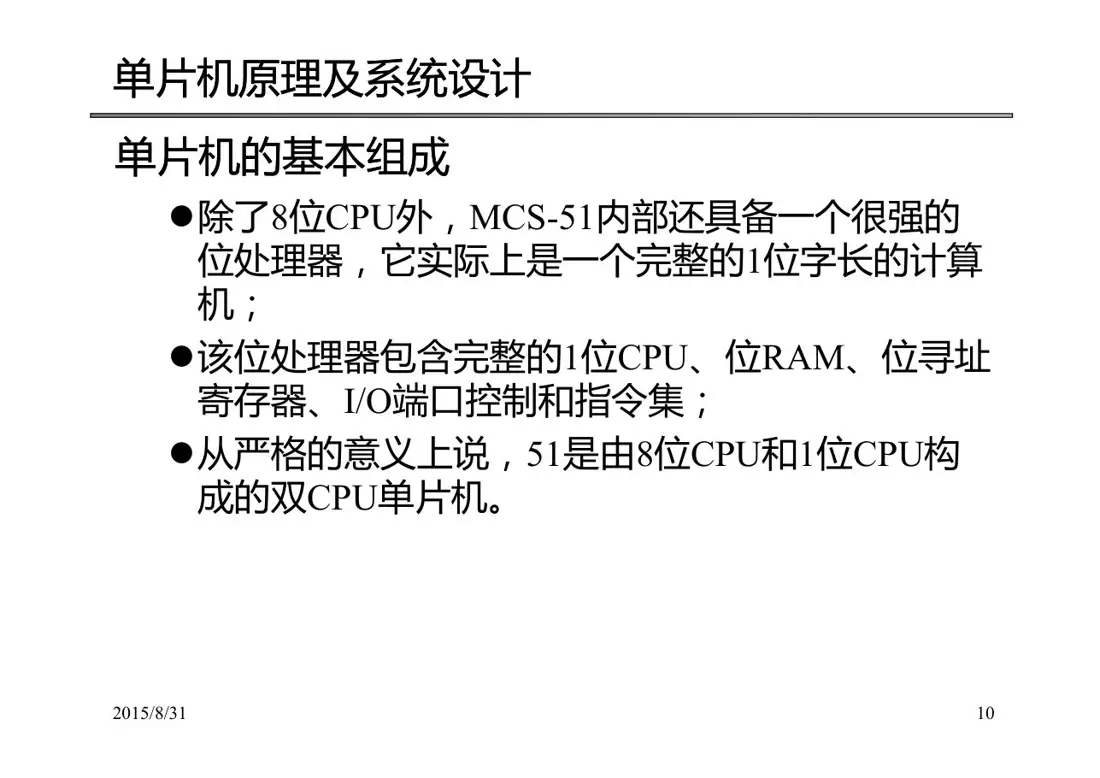 单片机原理及系统设计
单片机的基本组成
●除了8位CPU外，MCS-51内部还具备一个很强的
位处理器，它实际上是一个完整的1位字长的计算
机；
●该位处理器包含完整的1位CPU、位RAM、位寻址
寄存器、I/O端口控制和指令集；
●从严格的意义上说，51是由8位CPU和1位CPU构
成的双CPU单片机。
2015/8/31
10